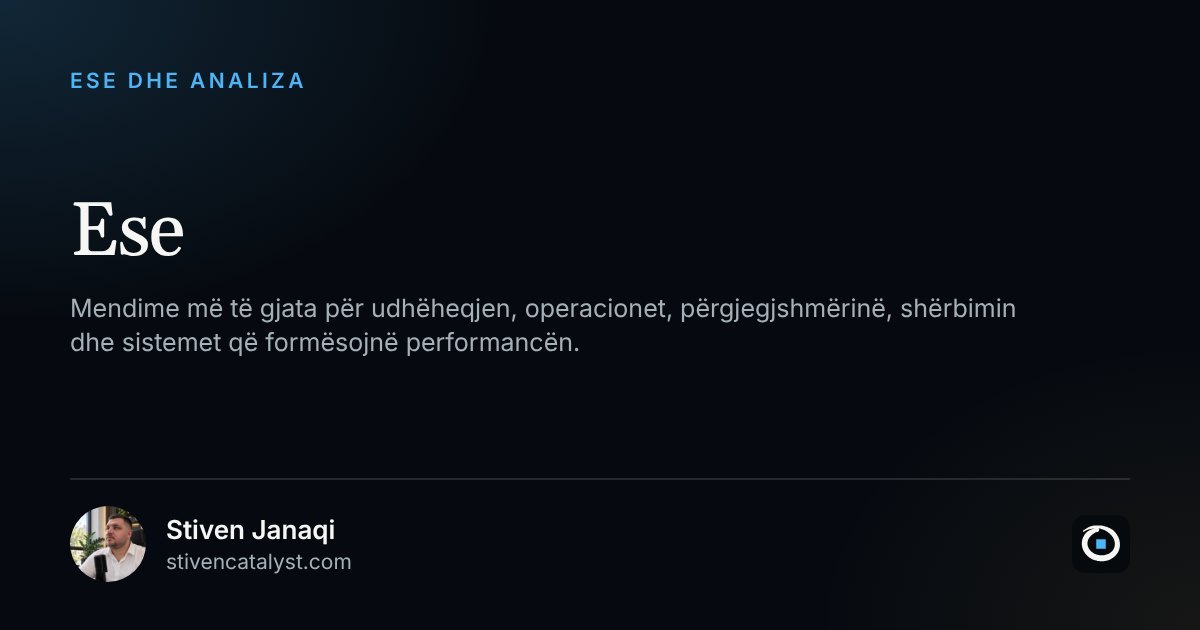 ESE DHE ANALIZA
Ese
Mendime më të gjata për udhëheqjen, operacionet, përgjegjshmërinë, shërbimin
dhe sistemet që formësojnë performancën.
Stiven Janaqi
stivencatalyst.com